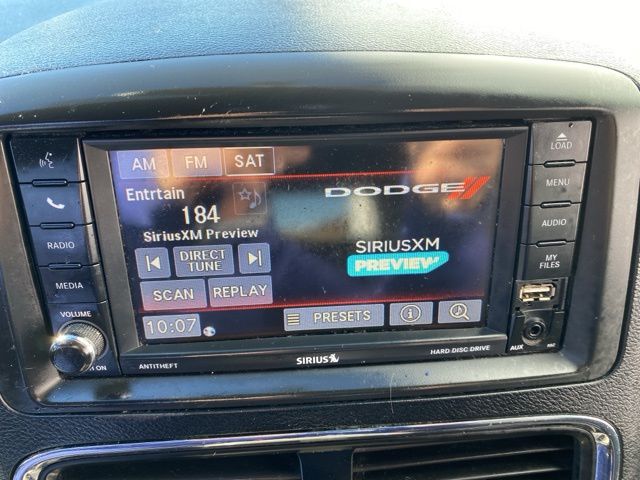 LOAD
MENU
AUDIO
MY
FILES
AUX
RADIO
MEDIA
VOLUME
AM FM SAT
Entrtain
184
SiriusXM Preview
DIRECT
TUNE
SCAN REPLAY
10:07
PRESETS
DODGE
SIRIUSXM
PREVIEW
ANTITHEFT
SIRIUS
HARD DISC DRIVE